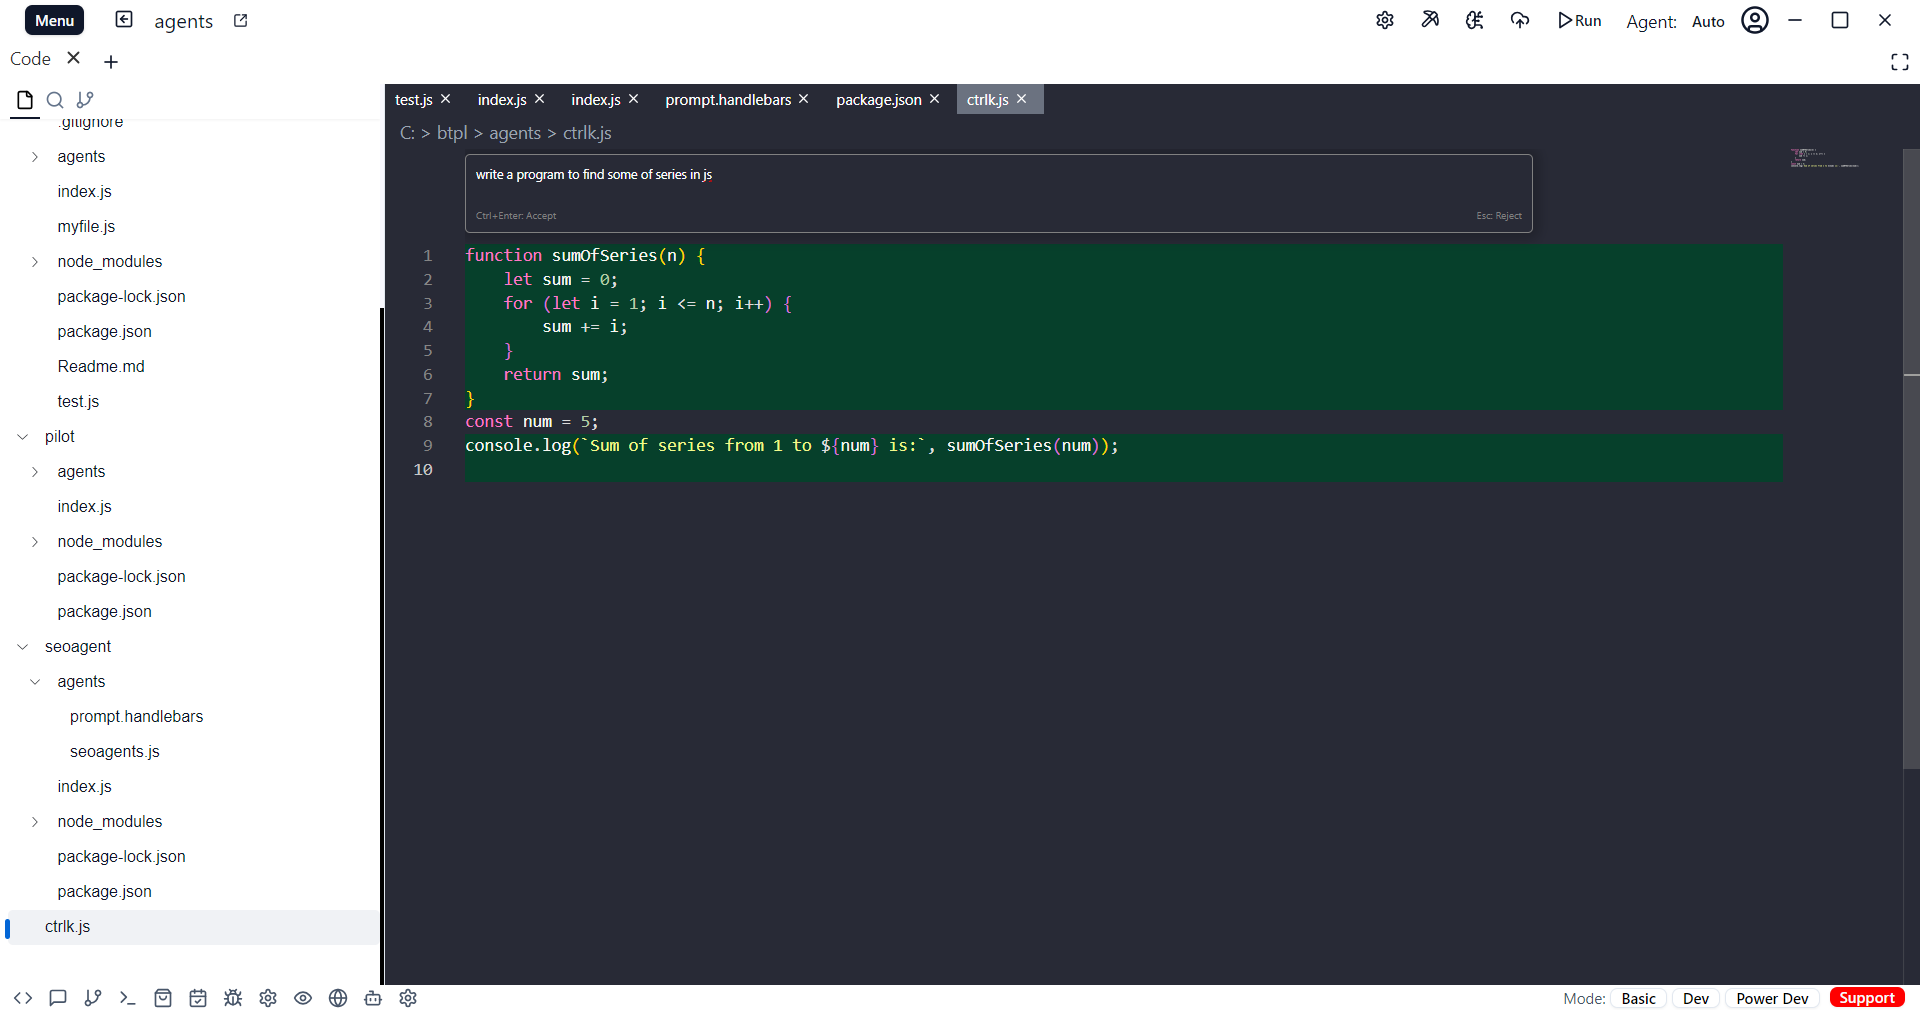 Menu agents Run Agent: Auto
Code
test.js index.js index.js prompt.handlebars package.json ctrlk.js
C: > btpl > agents > ctrlk.js
.gitignore
agents
index.js
myfile.js
node_modules
package-lock.json
package.json
Readme.md
test.js
pilot
agents
index.js
node_modules
package-lock.json
package.json
seoagent
agents
prompt.handlebars
seoagents.js
index.js
node_modules
package-lock.json
package.json
ctrlk.js
write a program to find some of series in js
Ctrl+Enter: Accept Esc: Reject
1 function sumOfSeries(n) {
2 let sum = 0;
3 for (let i = 1; i <= n; i++) {
4 sum += i;
5 }
6 return sum;
7 }
8 const num = 5;
9 console.log(`Sum of series from 1 to ${num} is:`, sumOfSeries(num));
10
Mode: Basic Dev Power Dev Support